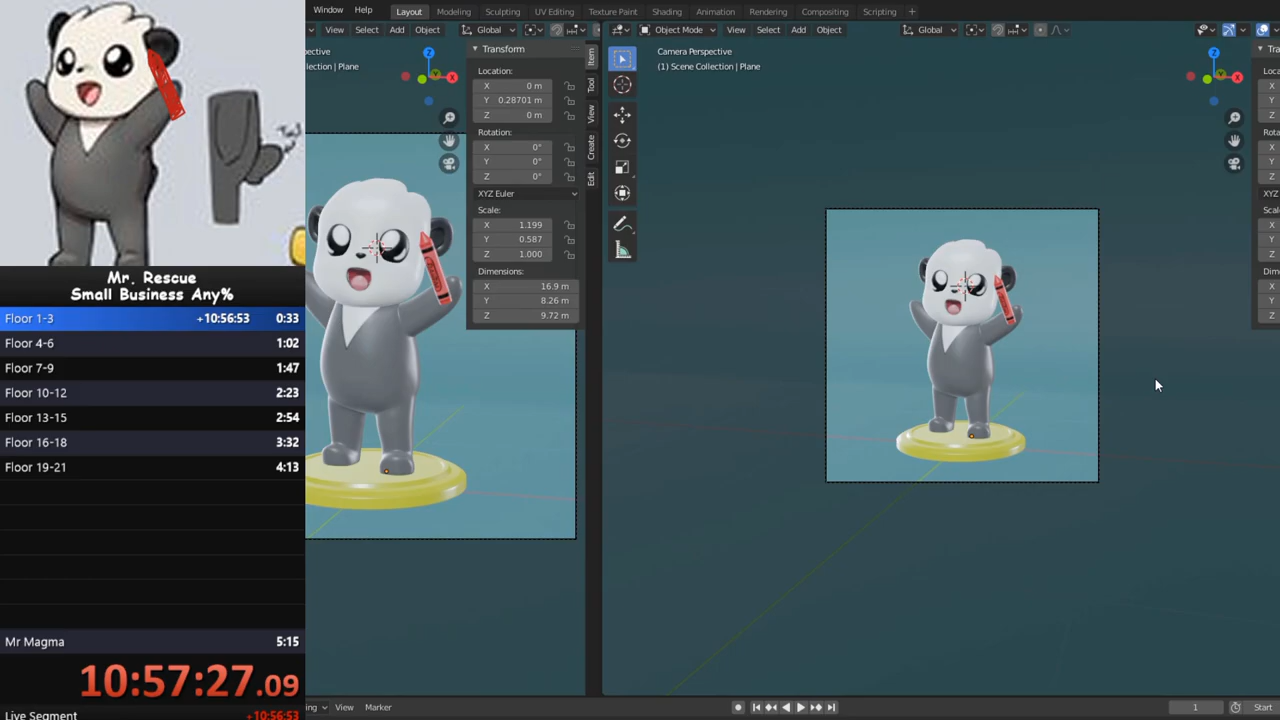 Window Help
Layout Modeling Sculpting UV Editing Texture Paint Shading Animation Rendering Compositing Scripting +
Select Add Object Global
Object Mode View Select Add Object Global
Transform
Location:
X 0 m
Y 0.28701 m
Z 0 m
Rotation:
X 0°
Y 0°
Z 0°
XYZ Euler
Scale:
X 1.199
Y 0.587
Z 1.000
Dimensions:
X 16.9 m
Y 8.26 m
Z 9.72 m
Item
Tool
View
Create
Edit
Camera Perspective
(1) Scene Collection | Plane
Mr. Rescue
Small Business Any%
Floor 1-3 +10:56:53 0:33
Floor 4-6 1:02
Floor 7-9 1:47
Floor 10-12 2:23
Floor 13-15 2:54
Floor 16-18 3:32
Floor 19-21 4:13
Mr Magma 5:15
10:57:27.09
Live Segment +10:56:53
View Marker
1 Start